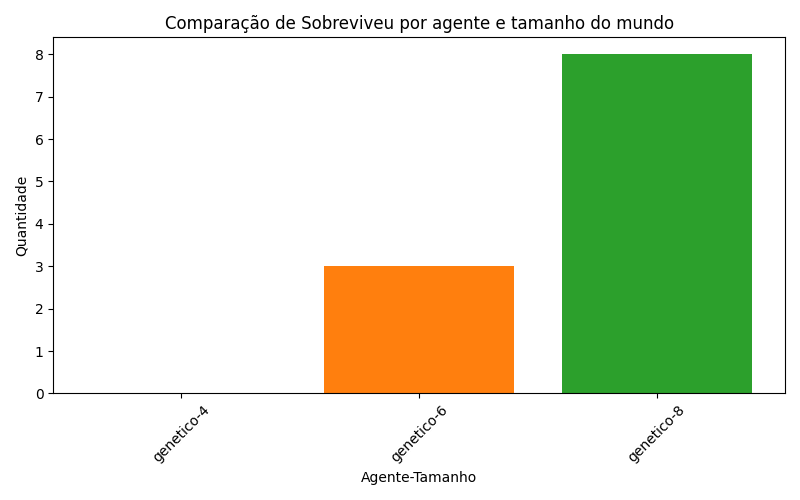 Comparação de Sobreviveu por agente e tamanho do mundo
Quantidade
8
7
6
5
4
3
2
1
0
genetico-4
genetico-6
genetico-8
Agente-Tamanho